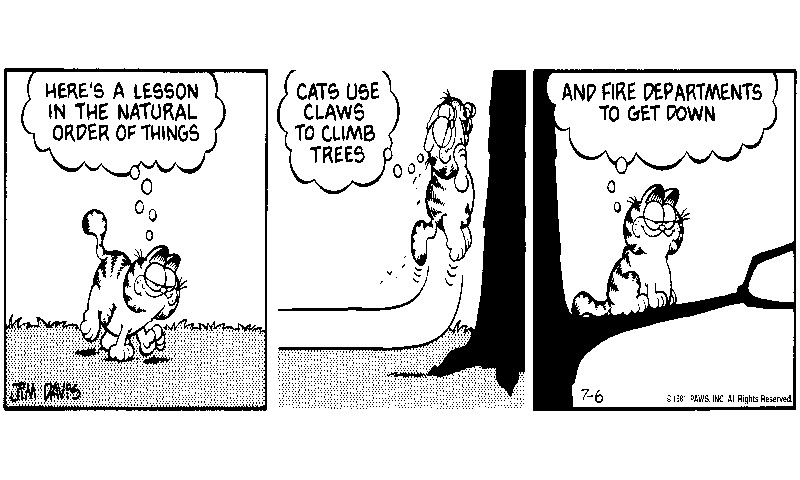 HERE'S A LESSON
IN THE NATURAL
ORDER OF THINGS
JIM DAVIS
CATS USE
CLAWS
TO CLIMB
TREES
AND FIRE DEPARTMENTS
TO GET DOWN
7-6
©1981 PAWS, INC. All Rights Reserved.